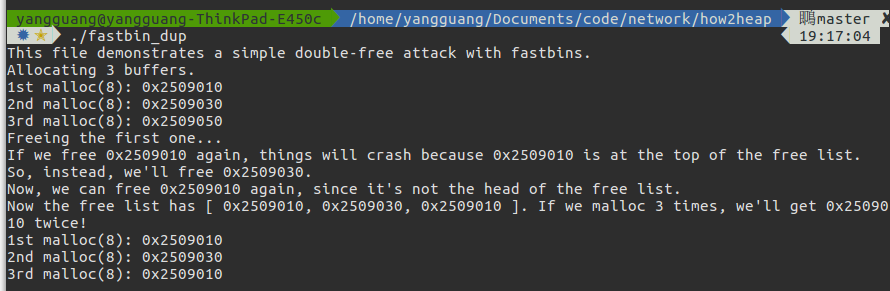 yangguang@yangguang-ThinkPad-E450c /home/yangguang/Documents/code/network/how2heap master
./fastbin_dup 19:17:04
This file demonstrates a simple double-free attack with fastbins.
Allocating 3 buffers.
1st malloc(8): 0x2509010
2nd malloc(8): 0x2509030
3rd malloc(8): 0x2509050
Freeing the first one...
If we free 0x2509010 again, things will crash because 0x2509010 is at the top of the free list.
So, instead, we'll free 0x2509030.
Now, we can free 0x2509010 again, since it's not the head of the free list.
Now the free list has [ 0x2509010, 0x2509030, 0x2509010 ]. If we malloc 3 times, we'll get 0x25090
10 twice!
1st malloc(8): 0x2509010
2nd malloc(8): 0x2509030
3rd malloc(8): 0x2509010